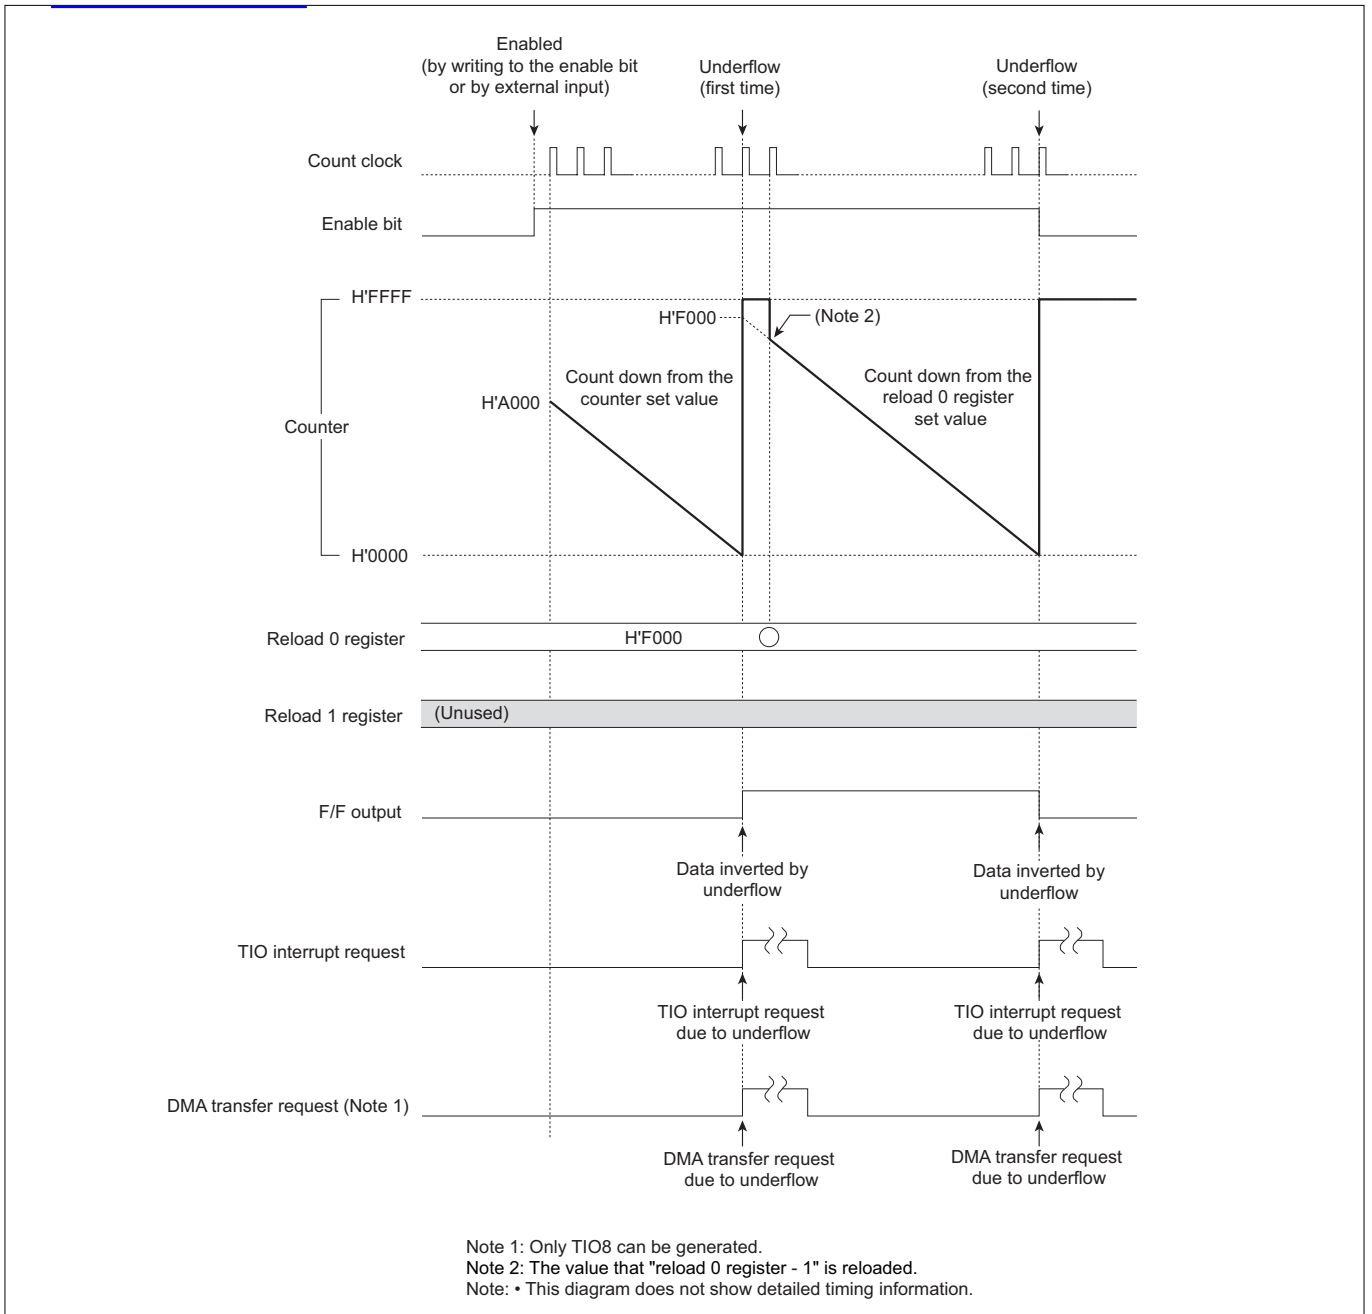 Enabled
(by writing to the enable bit
or by external input)
Underflow
(first time)
Underflow
(second time)
Count clock
Enable bit
H'FFFF
H'F000
(Note 2)
Count down from the
counter set value
Count down from the
reload 0 register
set value
H'A000
Counter
H'0000
Reload 0 register
H'F000
Reload 1 register
(Unused)
F/F output
Data inverted by
underflow
Data inverted by
underflow
TIO interrupt request
TIO interrupt request
due to underflow
TIO interrupt request
due to underflow
DMA transfer request (Note 1)
DMA transfer request
due to underflow
DMA transfer request
due to underflow
Note 1: Only TIO8 can be generated.
Note 2: The value that "reload 0 register - 1" is reloaded.
Note: • This diagram does not show detailed timing information.